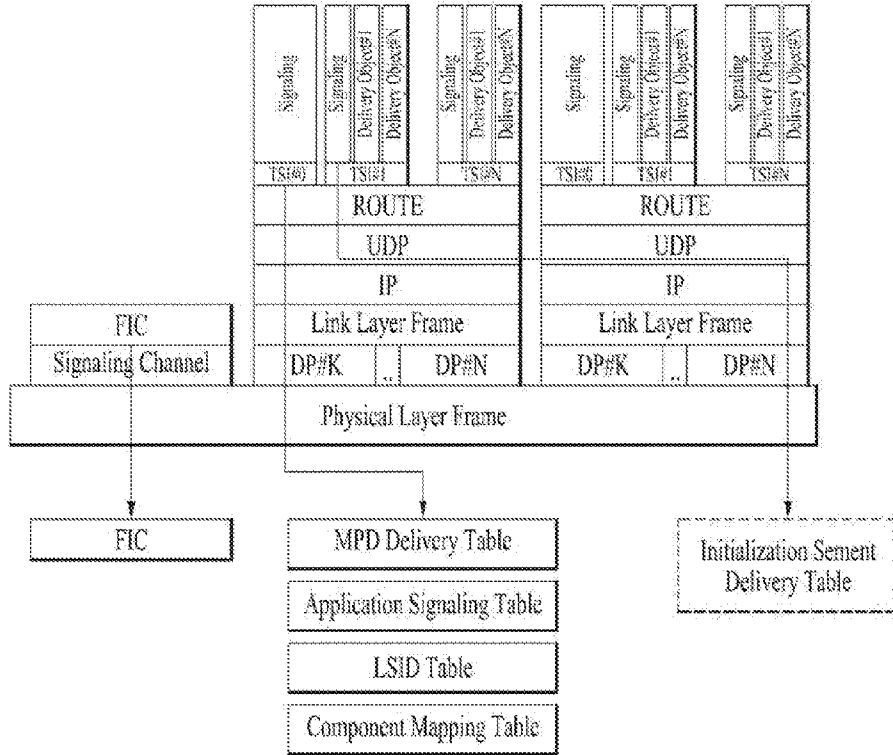 Signaling
Signaling
Delivery Object#1
Delivery Object#N
Signaling
Delivery Object#1
Delivery Object#N
Signaling
Signaling
Delivery Object#1
Delivery Object#N
Signaling
Delivery Object#1
Delivery Object#N
TSI#0
TSI#1
TSI#N
TSI#0
TSI#1
TSI#N
ROUTE
ROUTE
UDP
UDP
IP
IP
FIC
Link Layer Frame
Link Layer Frame
Signaling Channel
DP#K
..
DP#N
DP#K
..
DP#N
Physical Layer Frame
FIC
MPD Delivery Table
Initialization Sement
Delivery Table
Application Signaling Table
LSID Table
Component Mapping Table